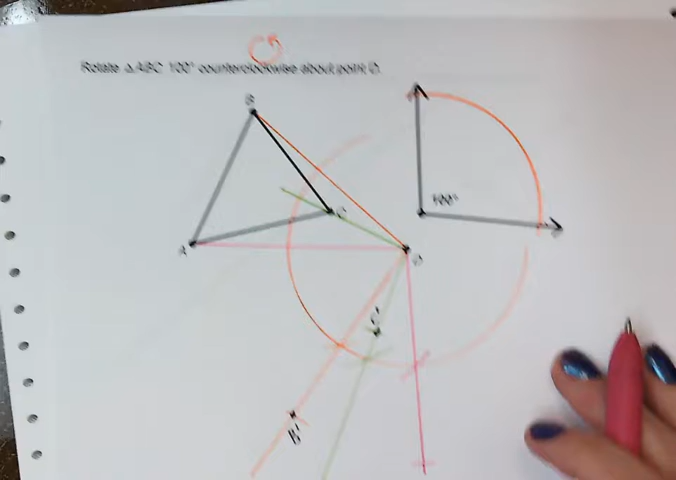 Rotate △ABC 100° counterclockwise about point D.
B
100°
C
A
D
C'
B'